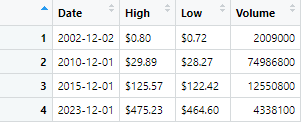 Date High Low Volume
1 2002-12-02 $0.80 $0.72 2009000
2 2010-12-01 $29.89 $28.27 74986800
3 2015-12-01 $125.57 $122.42 12550800
4 2023-12-01 $475.23 $464.60 4338100